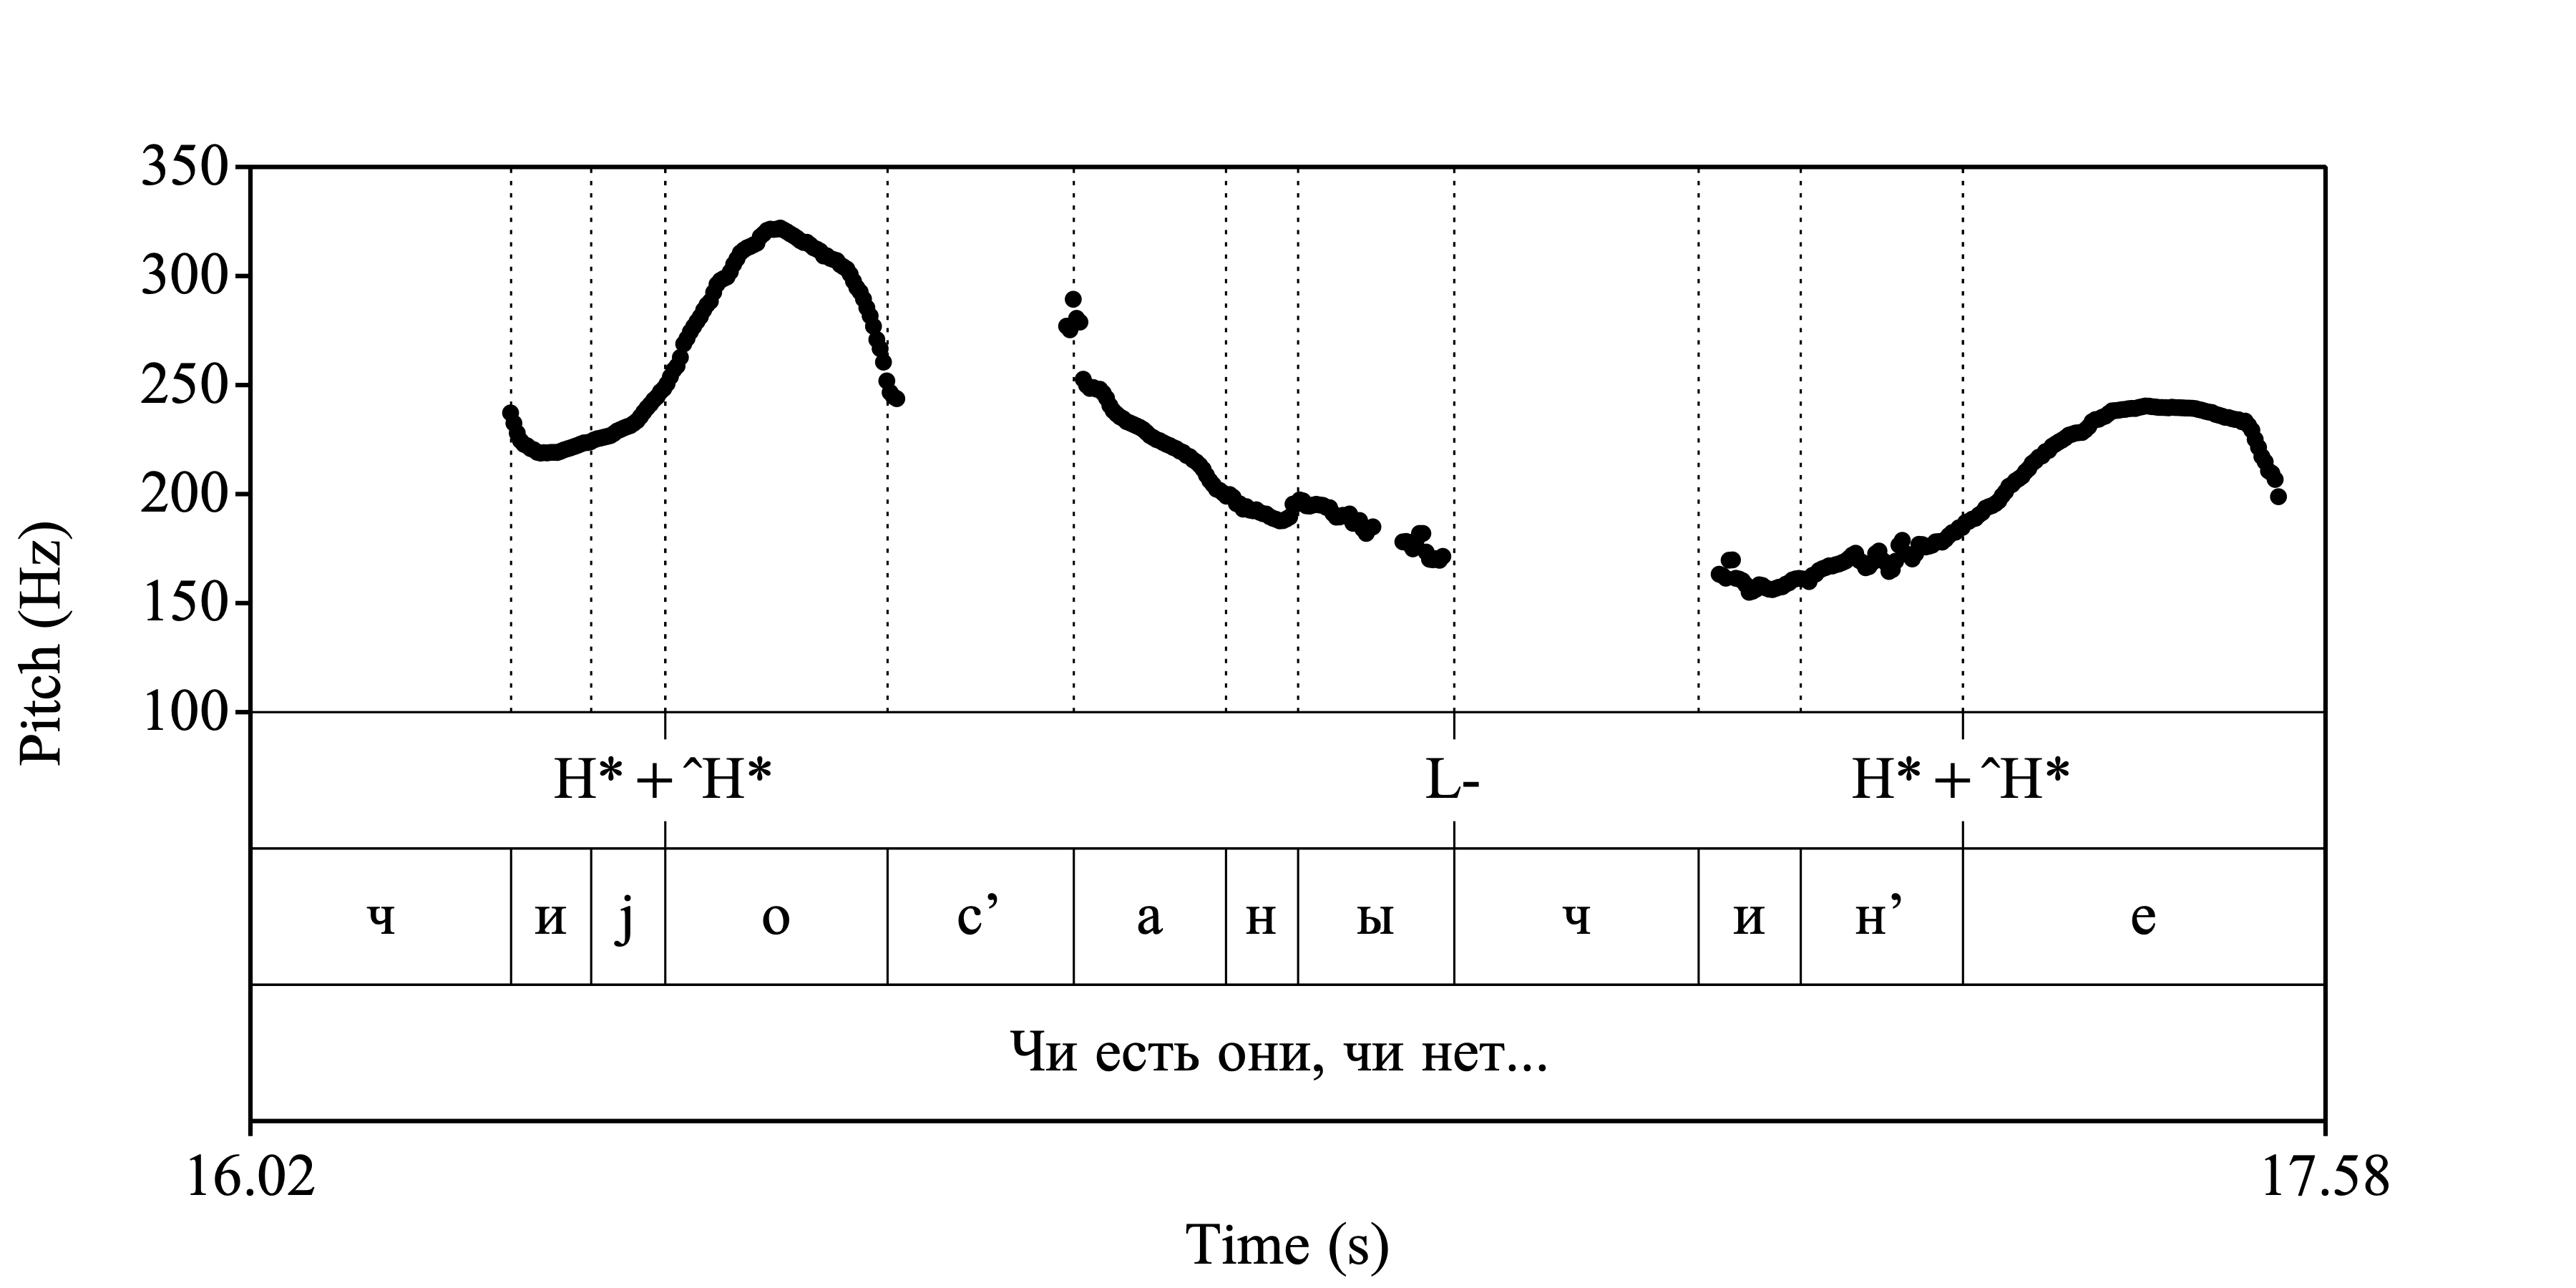 350
300
250
200
150
100
Pitch (Hz)
H* + ˆH* L- H* + ˆH*
ч и j о с’ а н ы ч и н’ е
Чи есть они, чи нет...
16.02 17.58
Time (s)